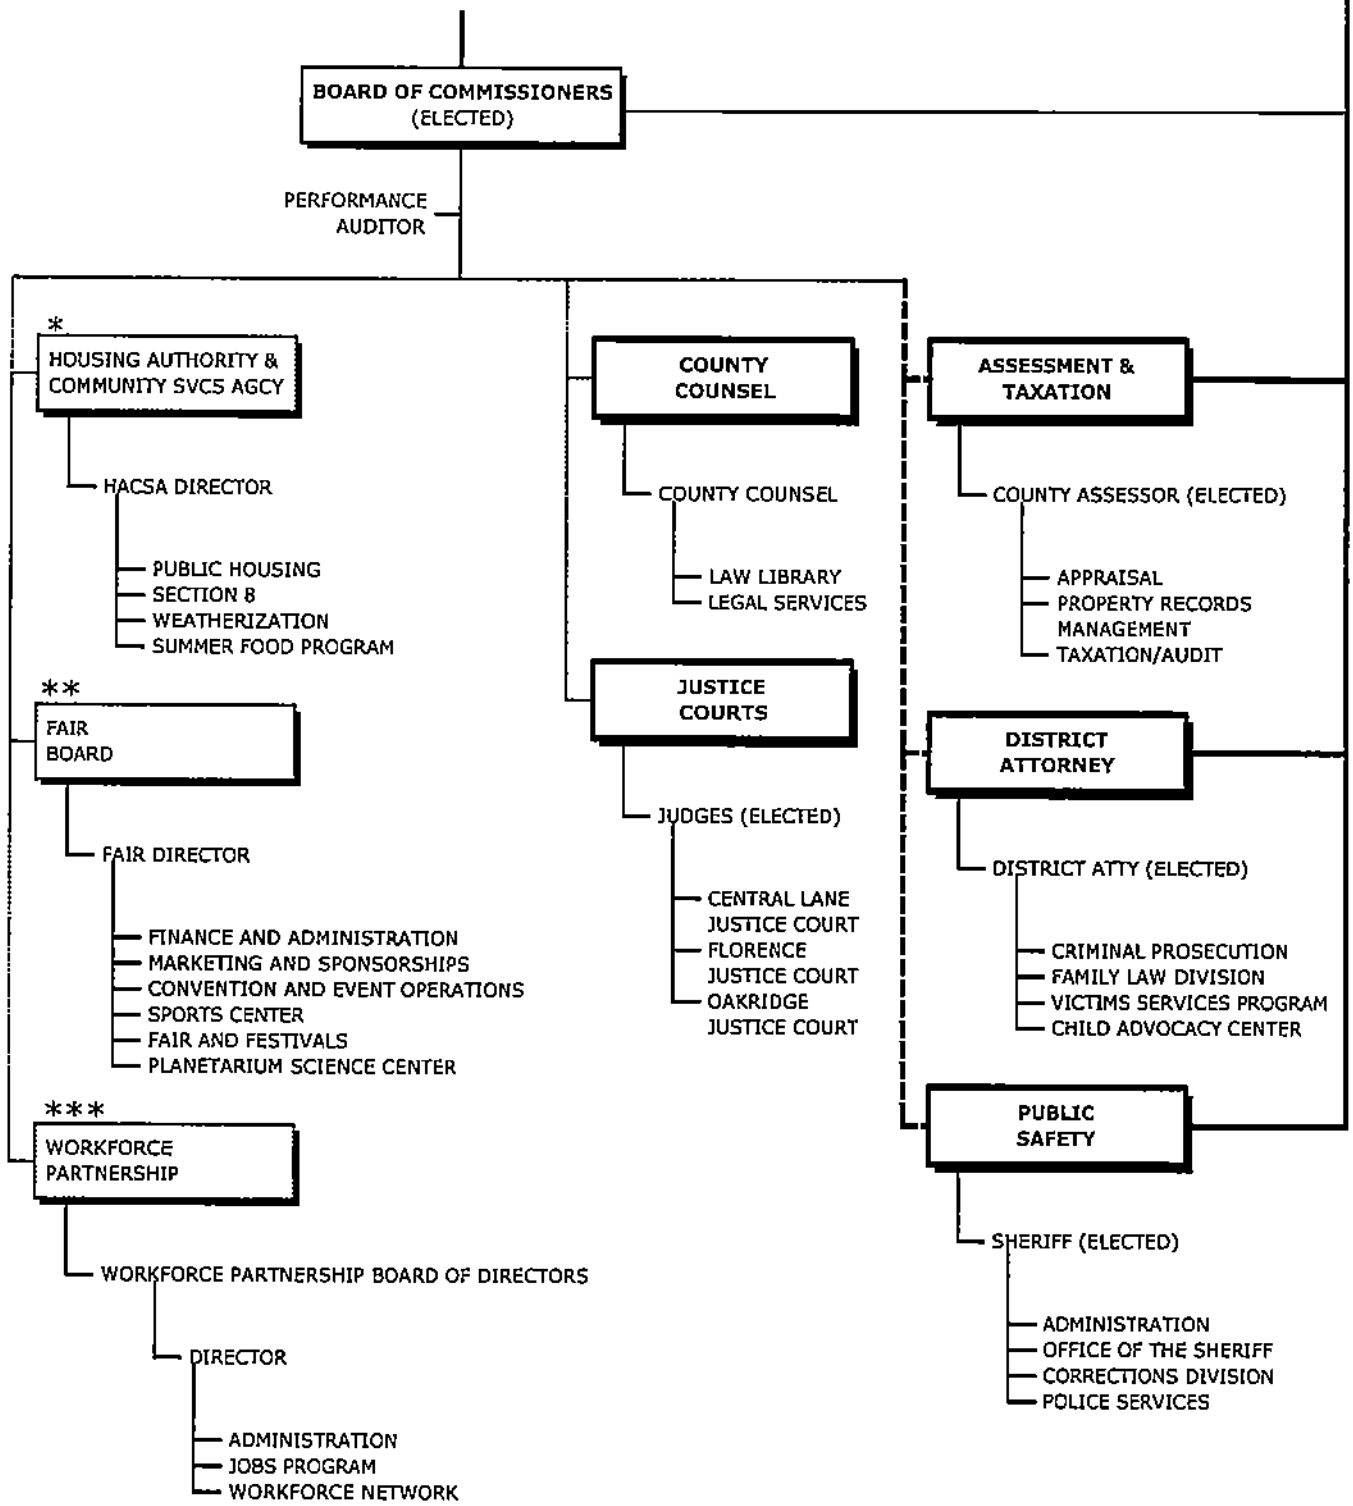 BOARD OF COMMISSIONERS
(ELECTED)
PERFORMANCE
AUDITOR
*
HOUSING AUTHORITY &
COMMUNITY SVCS AGCY
HACSA DIRECTOR
PUBLIC HOUSING
SECTION 8
WEATHERIZATION
SUMMER FOOD PROGRAM
**
FAIR
BOARD
FAIR DIRECTOR
FINANCE AND ADMINISTRATION
MARKETING AND SPONSORSHIPS
CONVENTION AND EVENT OPERATIONS
SPORTS CENTER
FAIR AND FESTIVALS
PLANETARIUM SCIENCE CENTER
***
WORKFORCE
PARTNERSHIP
WORKFORCE PARTNERSHIP BOARD OF DIRECTORS
DIRECTOR
ADMINISTRATION
JOBS PROGRAM
WORKFORCE NETWORK
COUNTY
COUNSEL
COUNTY COUNSEL
LAW LIBRARY
LEGAL SERVICES
JUSTICE
COURTS
JUDGES (ELECTED)
CENTRAL LANE
JUSTICE COURT
FLORENCE
JUSTICE COURT
OAKRIDGE
JUSTICE COURT
ASSESSMENT &
TAXATION
COUNTY ASSESSOR (ELECTED)
APPRAISAL
PROPERTY RECORDS
MANAGEMENT
TAXATION/AUDIT
DISTRICT
ATTORNEY
DISTRICT ATTY (ELECTED)
CRIMINAL PROSECUTION
FAMILY LAW DIVISION
VICTIMS SERVICES PROGRAM
CHILD ADVOCACY CENTER
PUBLIC
SAFETY
SHERIFF (ELECTED)
ADMINISTRATION
OFFICE OF THE SHERIFF
CORRECTIONS DIVISION
POLICE SERVICES